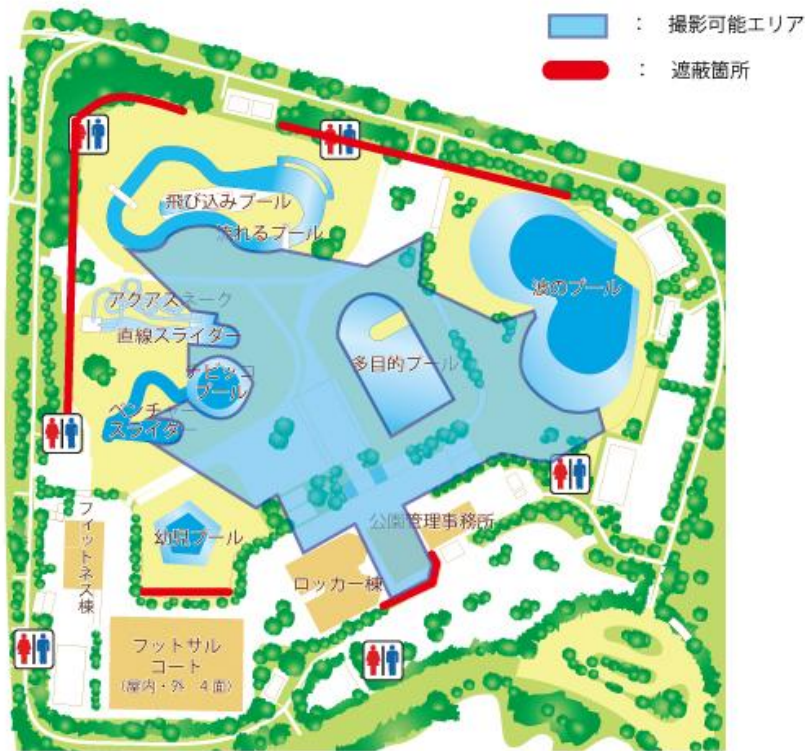 ： 撮影可能エリア
： 遮蔽箇所
飛び込みプール
流れるプール
波のプール
アクアスネーク
直線スライダー
多目的プール
チビッコ
プール
ベンチャー
スライダー
公園管理事務所
幼児プール
フィットネス棟
ロッカー棟
フットサル
コート
（屋内・外 4面）